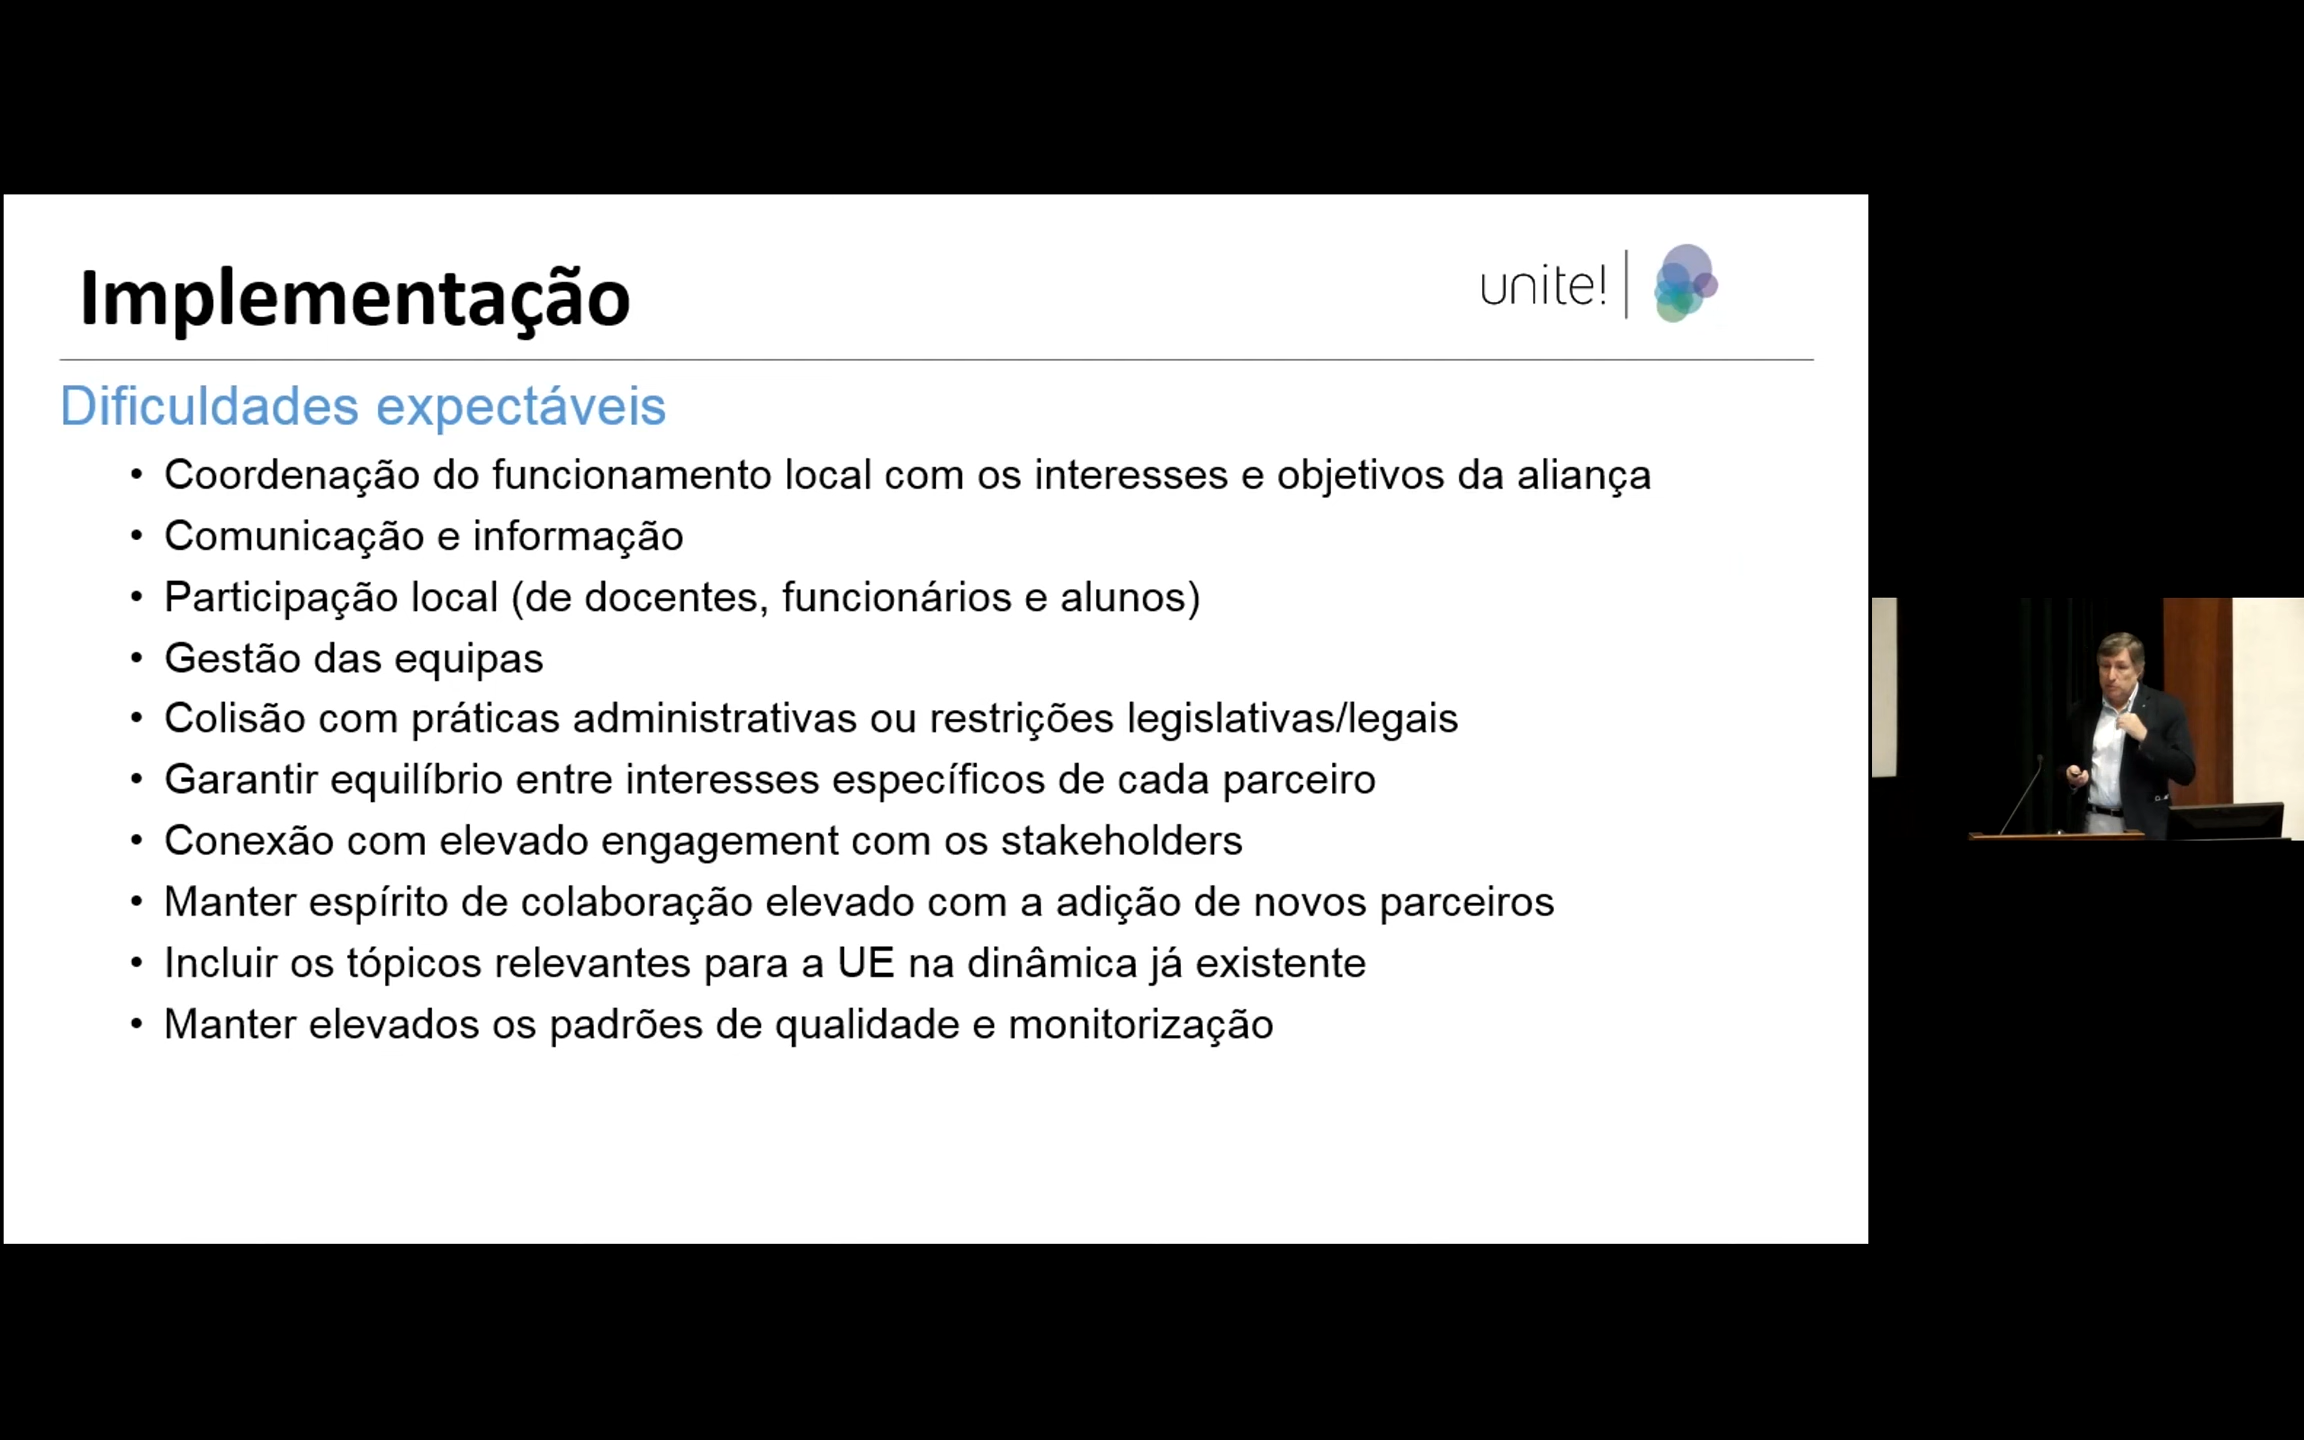 Implementação
unite!
Dificuldades expectáveis
• Coordenação do funcionamento local com os interesses e objetivos da aliança
• Comunicação e informação
• Participação local (de docentes, funcionários e alunos)
• Gestão das equipas
• Colisão com práticas administrativas ou restrições legislativas/legais
• Garantir equilíbrio entre interesses específicos de cada parceiro
• Conexão com elevado engagement com os stakeholders
• Manter espírito de colaboração elevado com a adição de novos parceiros
• Incluir os tópicos relevantes para a UE na dinâmica já existente
• Manter elevados os padrões de qualidade e monitorização